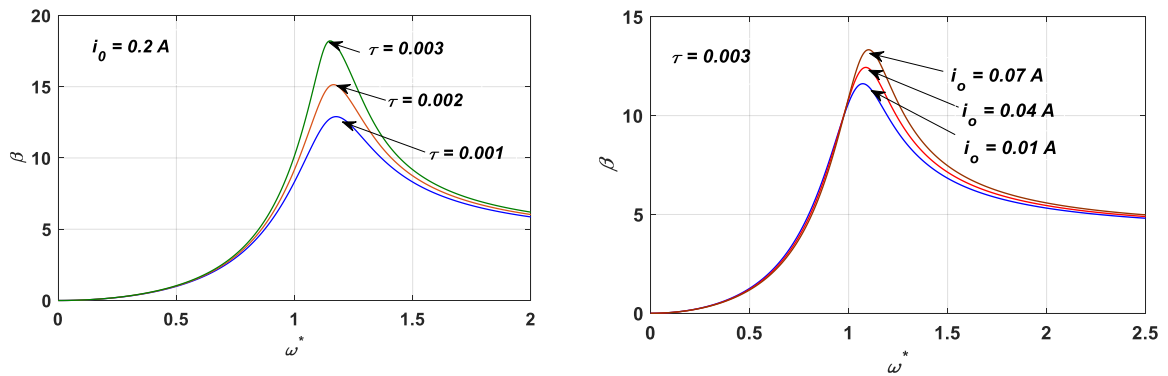 20
15
10
5
0
β
i0 = 0.2 A
τ = 0.003
τ = 0.002
τ = 0.001
0 0.5 1 1.5 2
ω*
15
10
5
0
β
τ = 0.003
io = 0.07 A
io = 0.04 A
io = 0.01 A
0 0.5 1 1.5 2 2.5
ω*